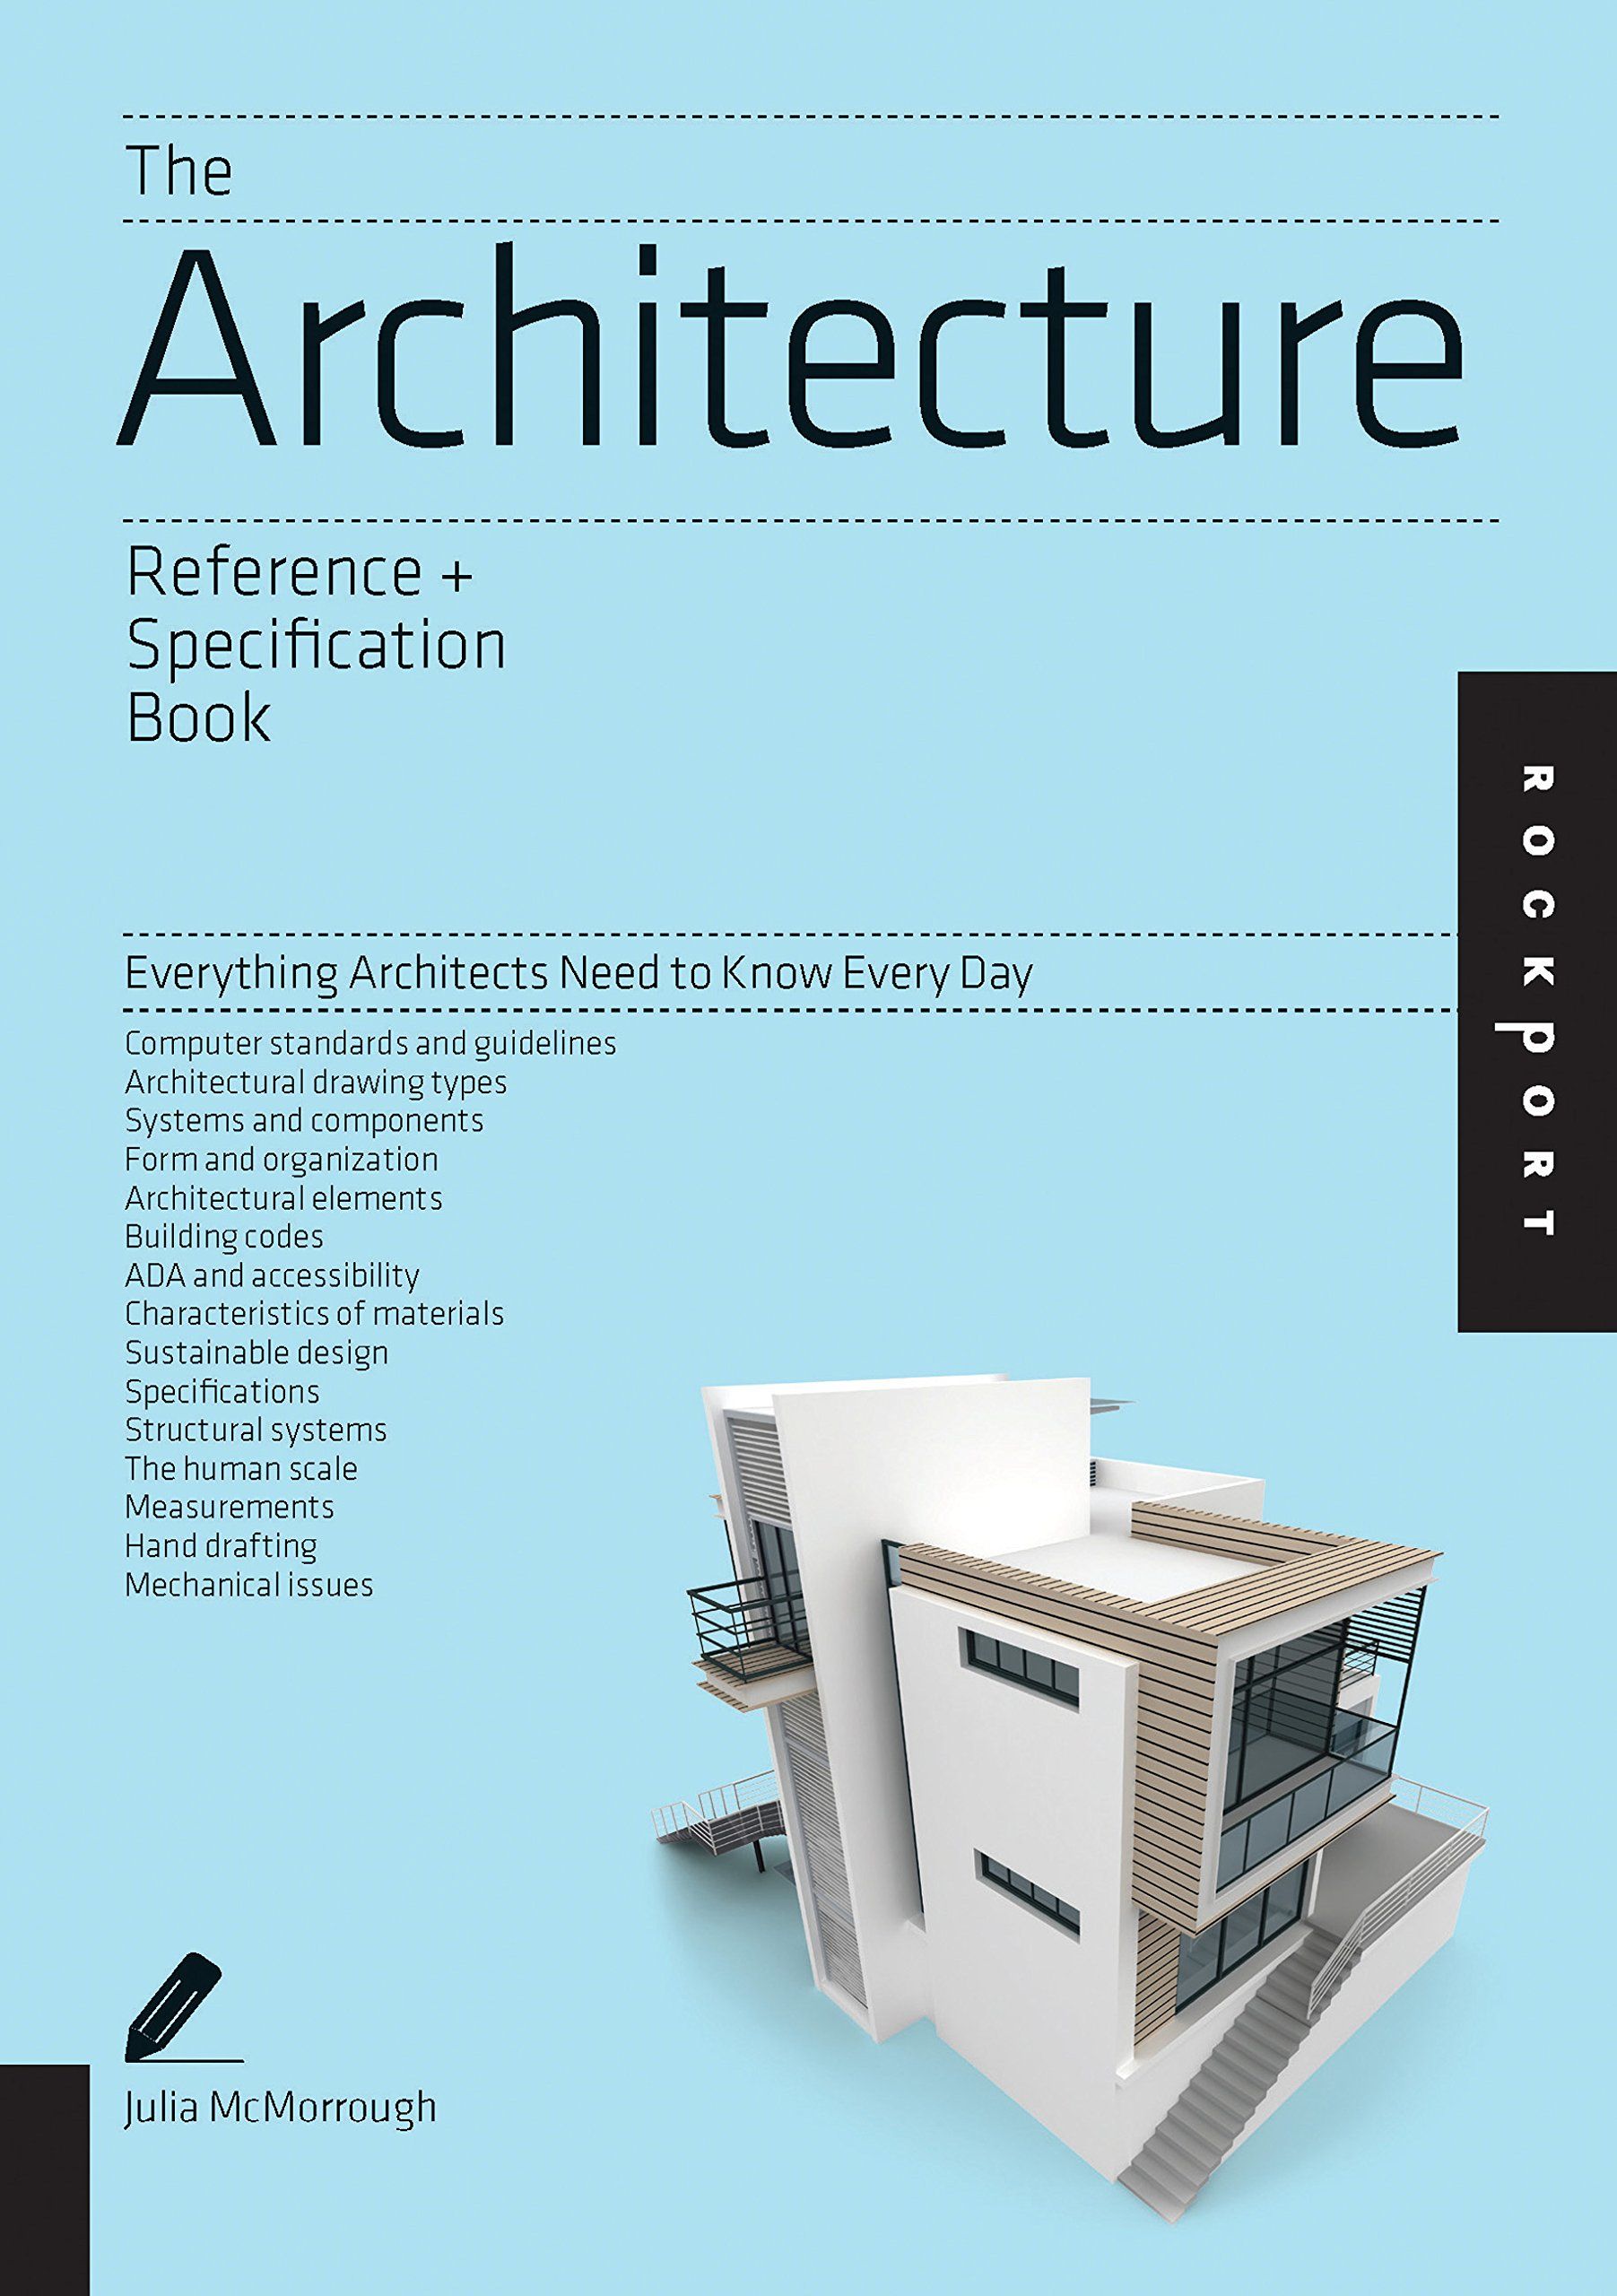 The
Architecture
Reference +
Specification
Book
Everything Architects Need to Know Every Day
Computer standards and guidelines
Architectural drawing types
Systems and components
Form and organization
Architectural elements
Building codes
ADA and accessibility
Characteristics of materials
Sustainable design
Specifications
Structural systems
The human scale
Measurements
Hand drafting
Mechanical issues
Julia McMorrough
ROCKPORT